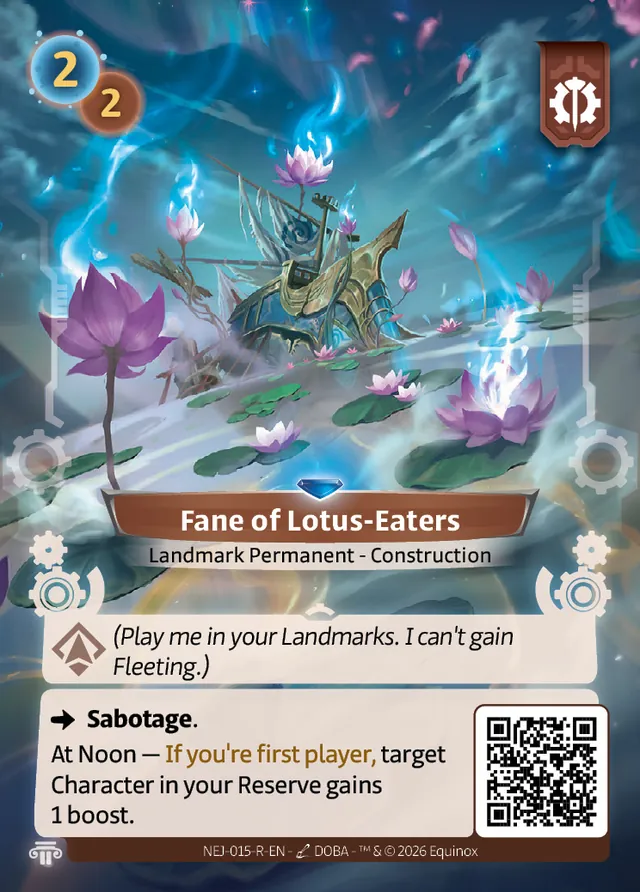 2
2
Fane of Lotus-Eaters
Landmark Permanent - Construction
(Play me in your Landmarks. I can't gain
Fleeting.)
Sabotage.
At Noon — If you're first player, target
Character in your Reserve gains
1 boost.
NEJ-015-R-EN - DOBA - ™ & © 2026 Equinox